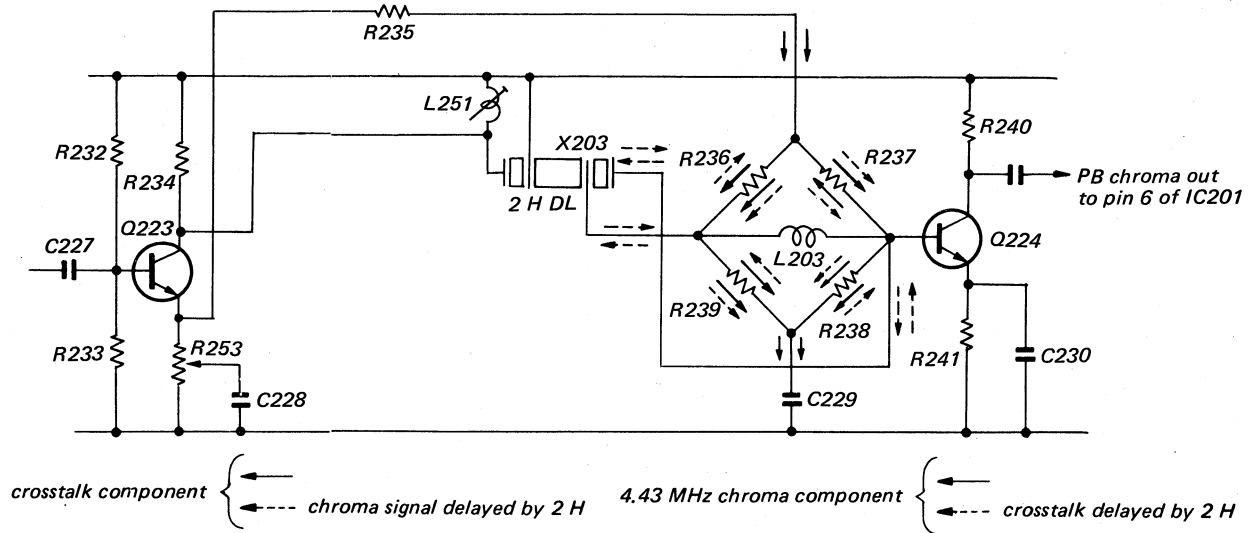 R235
L251
X203
R232
R234
R236
R237
R240
2 H DL
PB chroma out
to pin 6 of IC201
Q223
C227
L203
Q224
R239
R238
R233
R253
R241
C230
C228
C229
crosstalk component
chroma signal delayed by 2 H
4.43 MHz chroma component
crosstalk delayed by 2 H